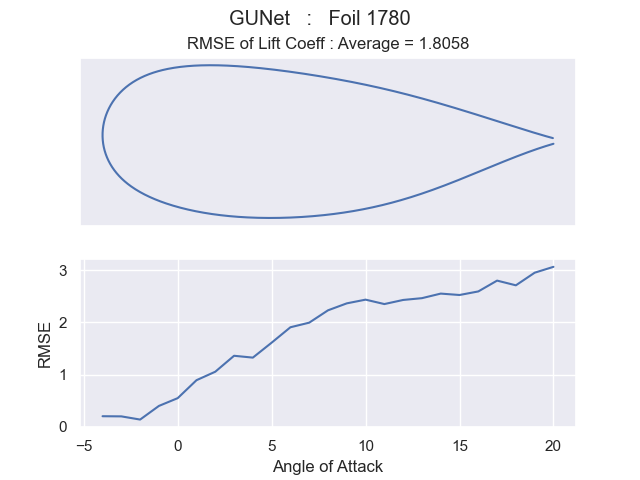 GUNet : Foil 1780
RMSE of Lift Coeff : Average = 1.8058
3
2
1
0
RMSE
−5 0 5 10 15 20
Angle of Attack